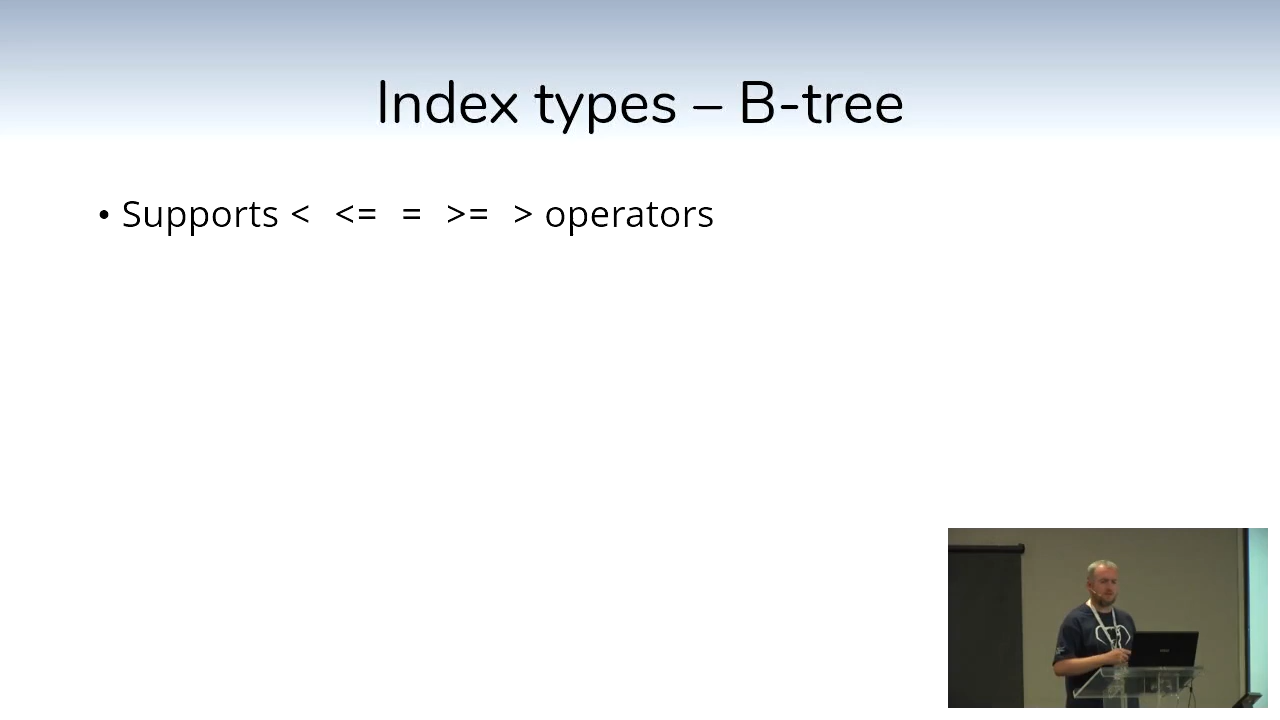 Index types – B-tree
• Supports < <= = >= > operators